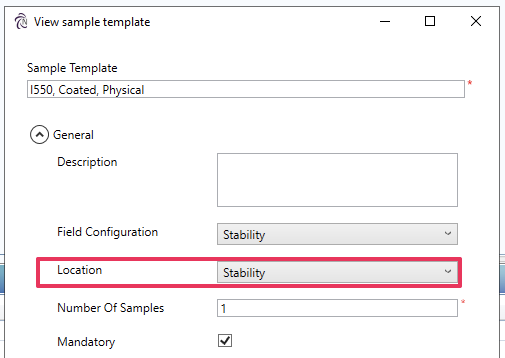 View sample template
Sample Template
I550, Coated, Physical *
General
Description
Field Configuration Stability
Location Stability
Number Of Samples 1 *
Mandatory